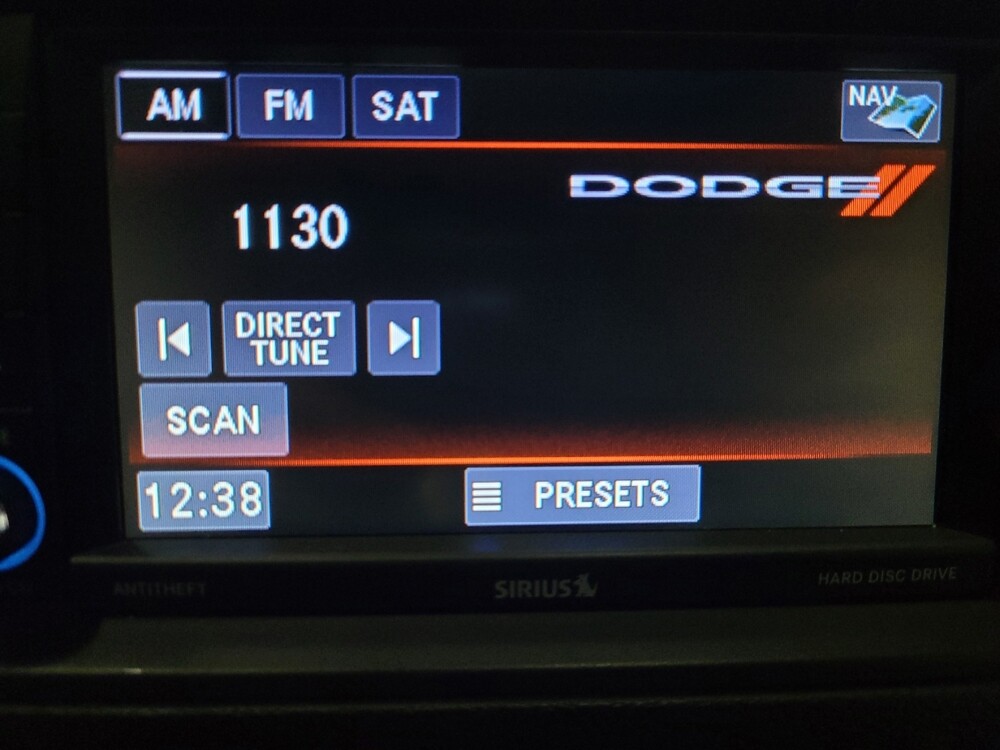 AM FM SAT NAV
DODGE
1130
DIRECT
TUNE
SCAN
12:38 PRESETS
ANTITHEFT SIRIUS HARD DISC DRIVE